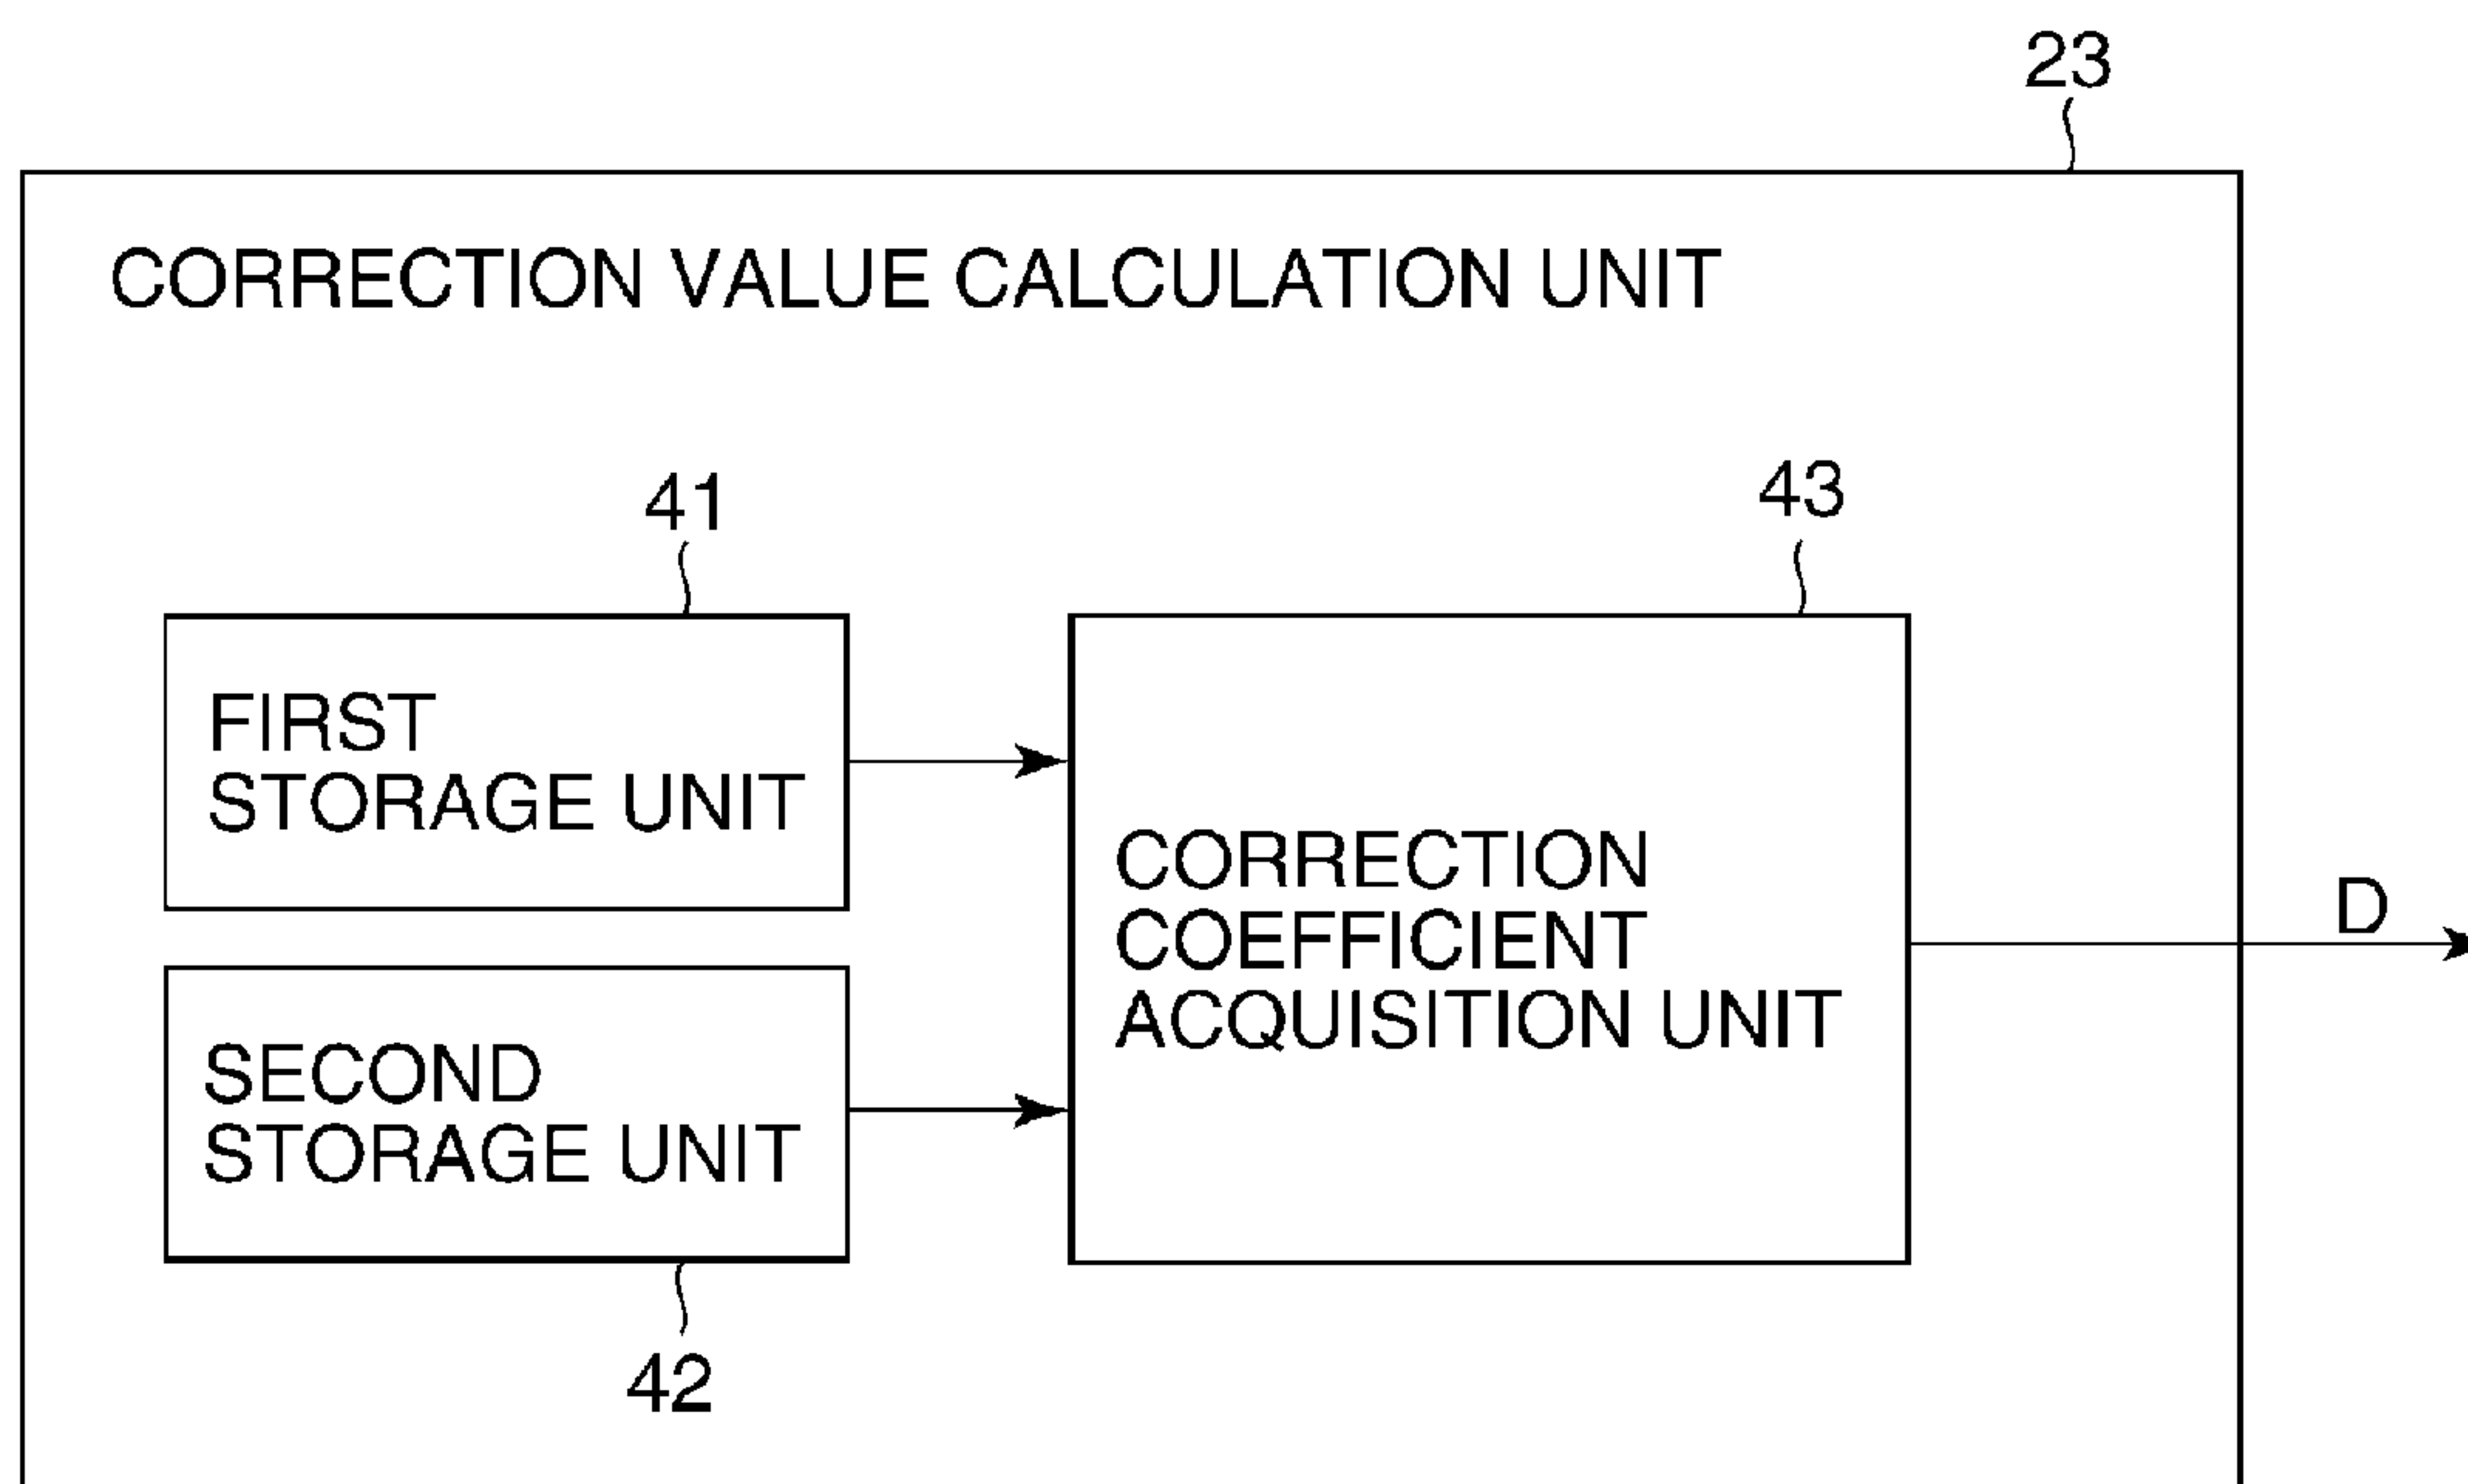 23
CORRECTION VALUE CALCULATION UNIT
41
43
FIRST
STORAGE UNIT
CORRECTION
COEFFICIENT
ACQUISITION UNIT
D
SECOND
STORAGE UNIT
42